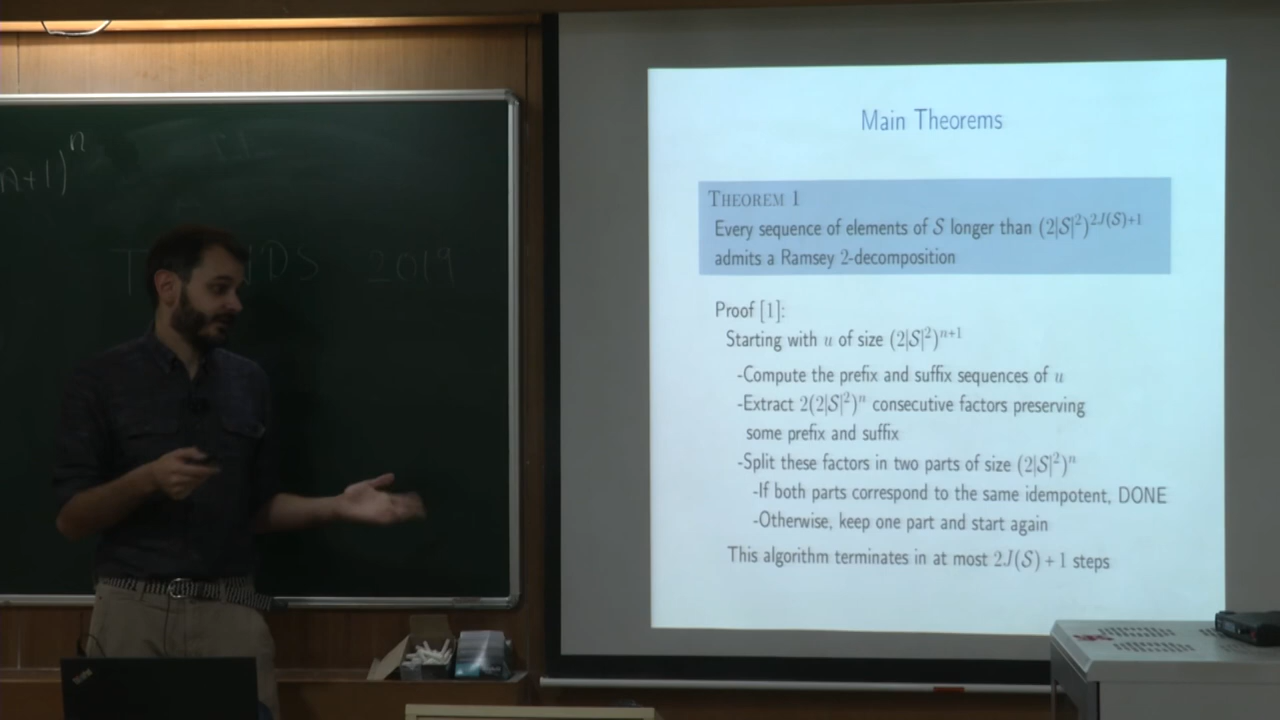 n+1)^n
2019
Main Theorems
THEOREM 1
Every sequence of elements of 𝒮 longer than (2|𝒮|²)^{2J(𝒮)+1}
admits a Ramsey 2-decomposition
Proof [1]:
Starting with u of size (2|𝒮|²)^{n+1}
-Compute the prefix and suffix sequences of u
-Extract 2(2|𝒮|²)^n consecutive factors preserving
some prefix and suffix
-Split these factors in two parts of size (2|𝒮|²)^n
-If both parts correspond to the same idempotent, DONE
-Otherwise, keep one part and start again
This algorithm terminates in at most 2J(𝒮) + 1 steps